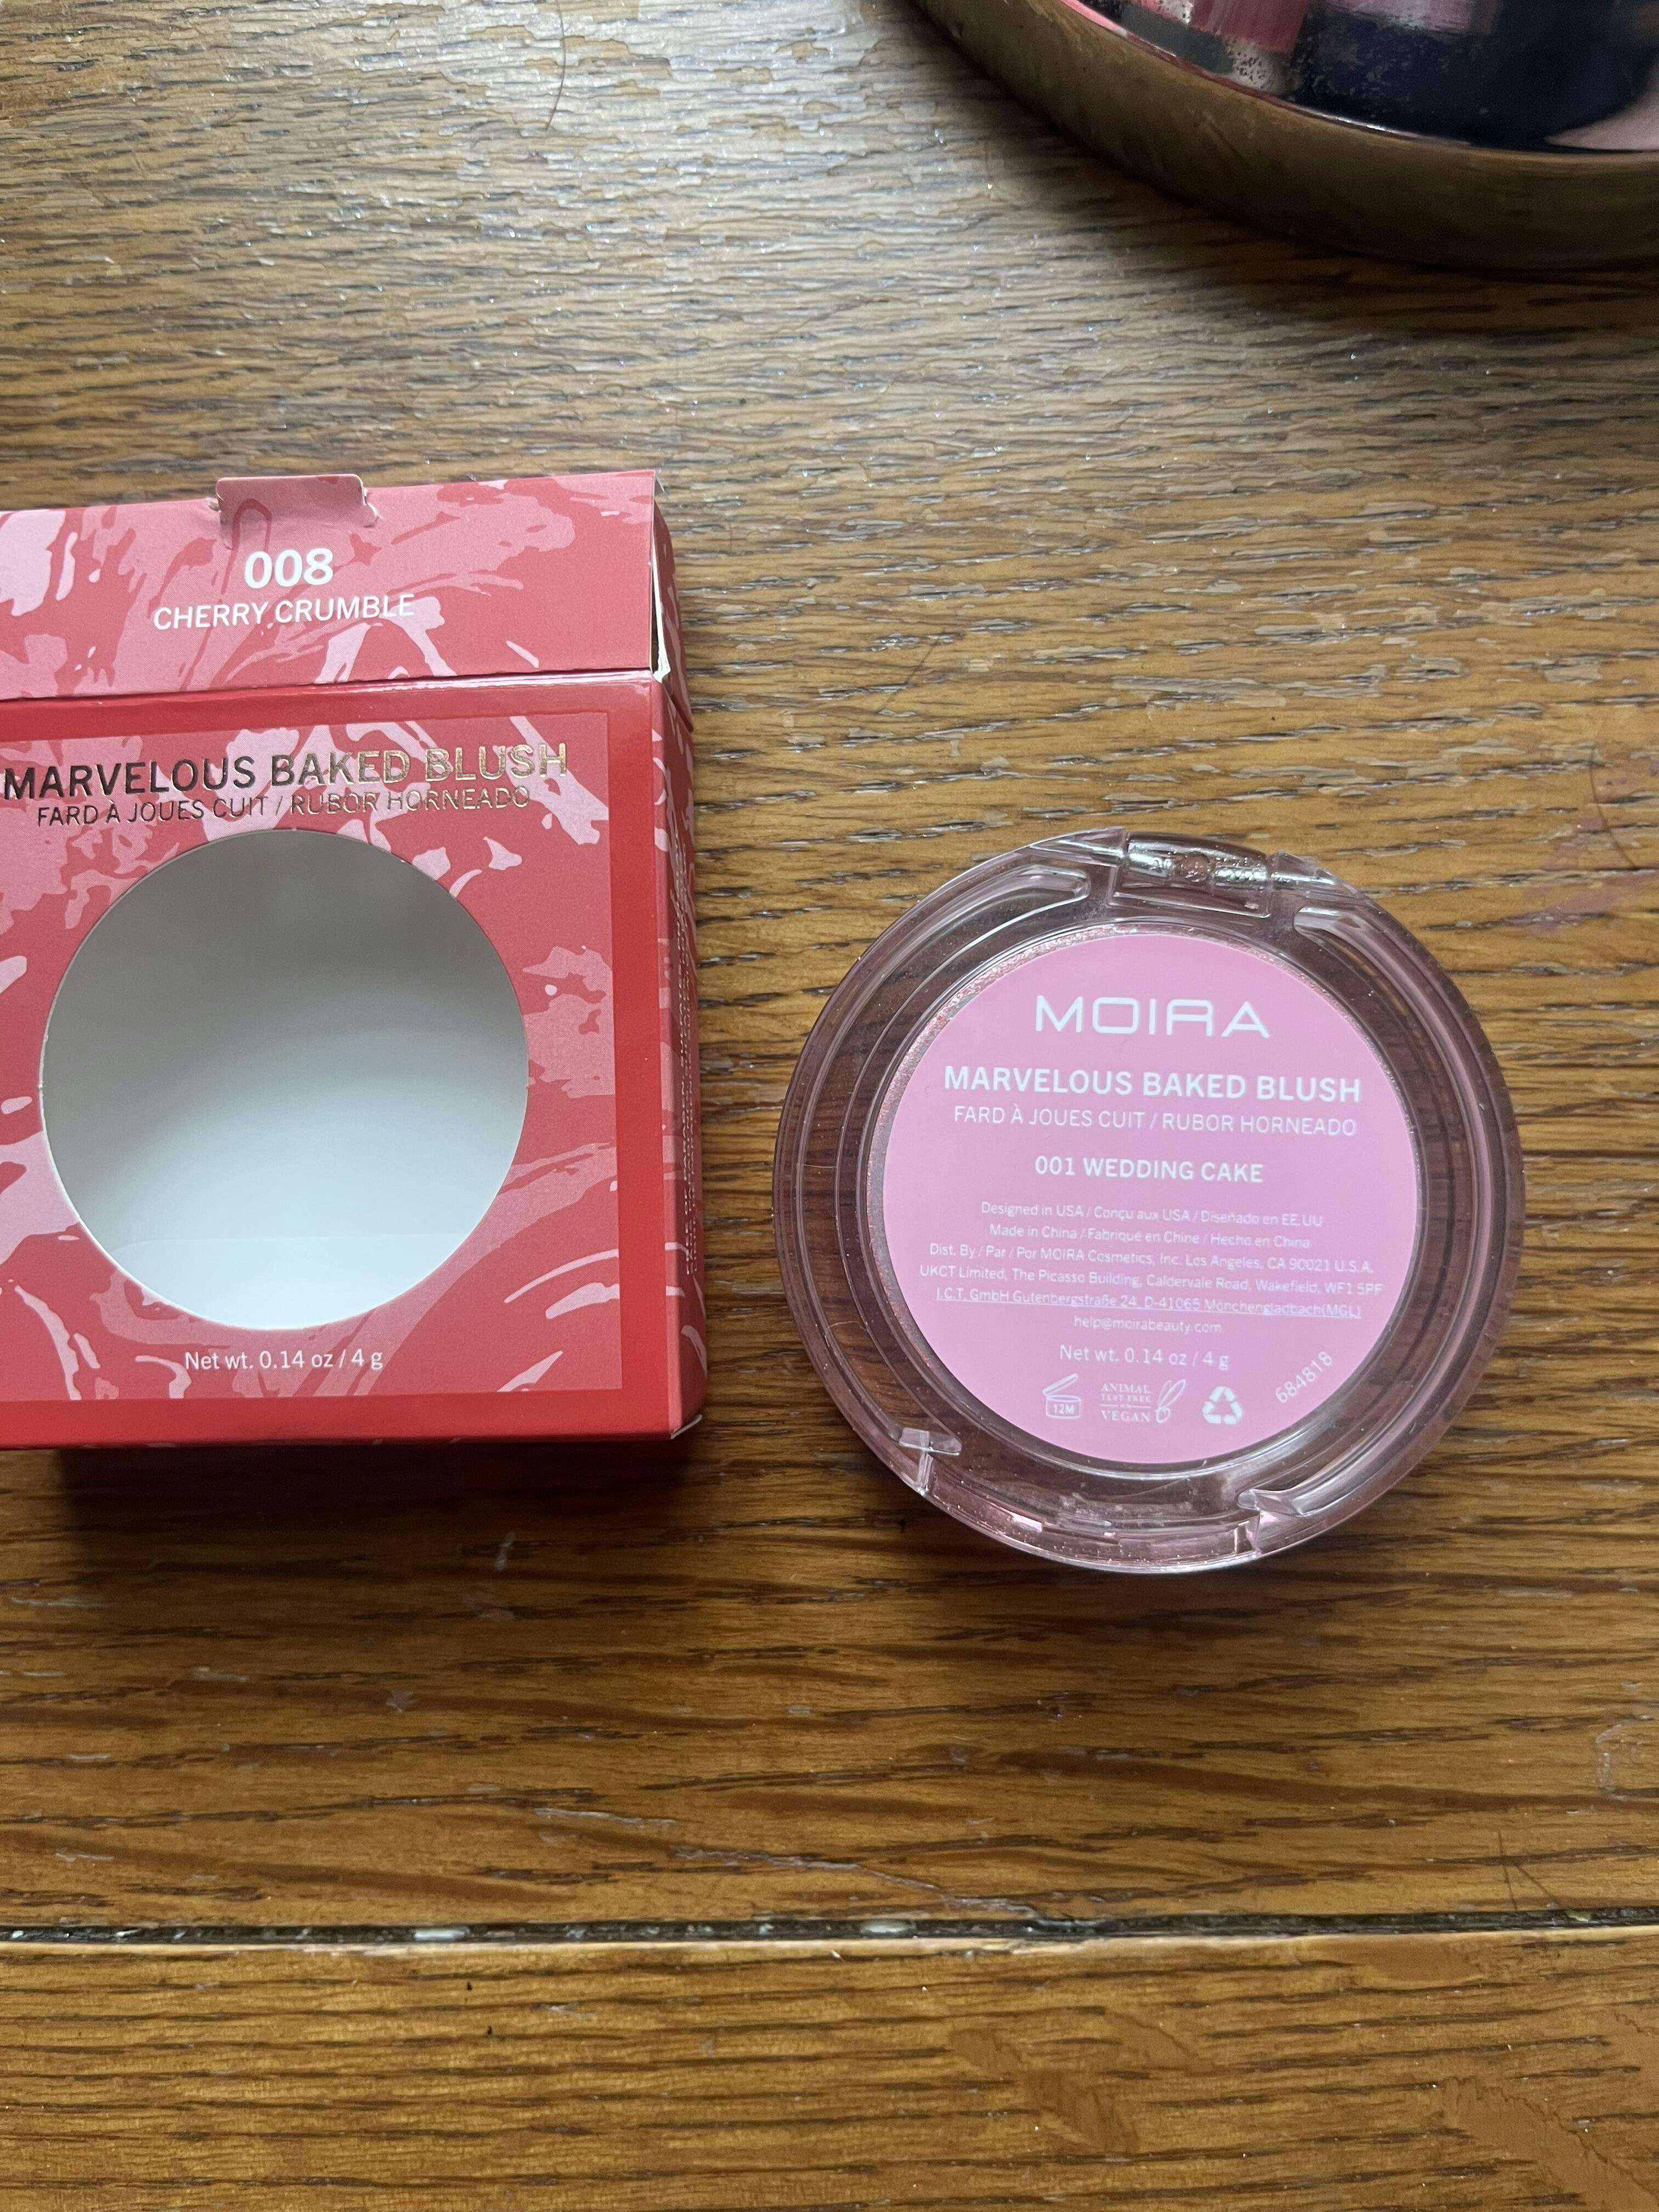 008
CHERRY CRUMBLE
MARVELOUS BAKED BLUSH
FARD À JOUES CUIT / RUBOR HORNEADO
Net wt. 0.14 oz / 4 g
MOIRA
MARVELOUS BAKED BLUSH
FARD À JOUES CUIT / RUBOR HORNEADO
001 WEDDING CAKE
Designed in USA / Conçu aux USA / Diseñado en EE.UU
Made in China / Fabriqué en Chine / Hecho en China
Dist. By / Par / Por MOIRA Cosmetics, Inc. Los Angeles, CA 90021 U.S.A.
UKCT Limited, The Picasso Building, Caldervale Road, Wakefield, WF1 5PF
I.C.T. GmbH Gutenbergstraße 24, D-41065 Mönchengladbach(MGL)
help@moirabeauty.com
Net wt. 0.14 oz / 4 g
12M
ANIMAL
TEST-FREE
VEGAN
684818